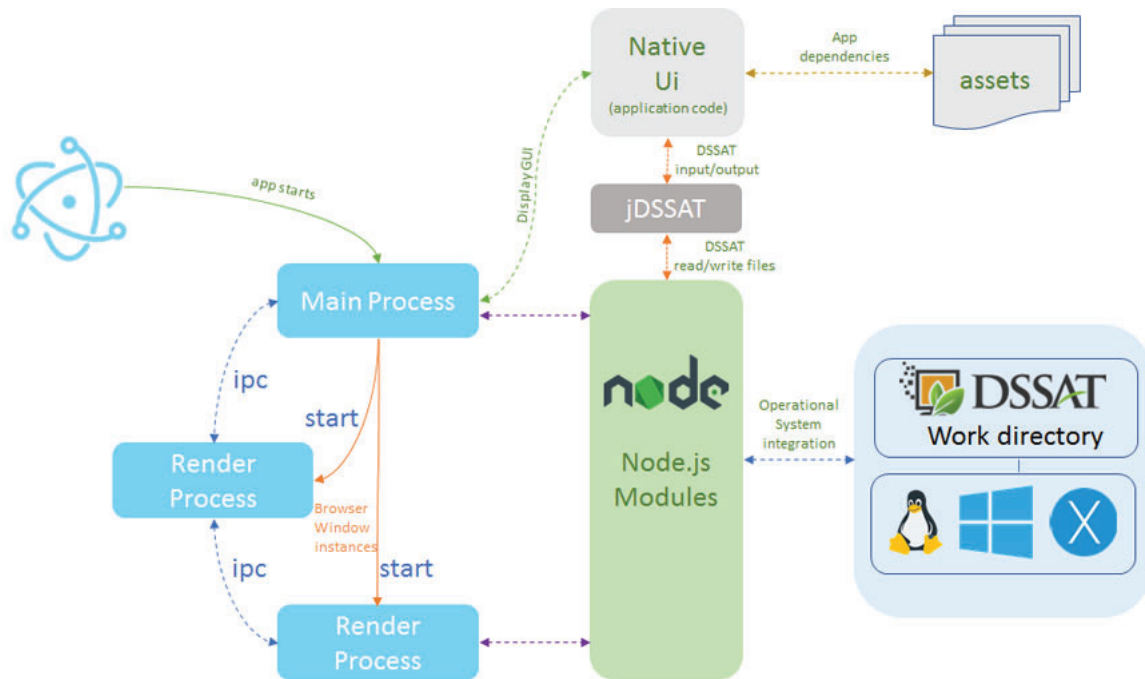 Native
Ui
(application code)
App
dependencies
assets
DSSAT
input/output
app starts
Display GUI
jDSSAT
DSSAT
read/write files
Main Process
ipc
start
node
DSSAT
Work directory
Operational
System
integration
Node.js
Modules
Render
Process
Browser
Window
instances
X
ipc
start
Render
Process